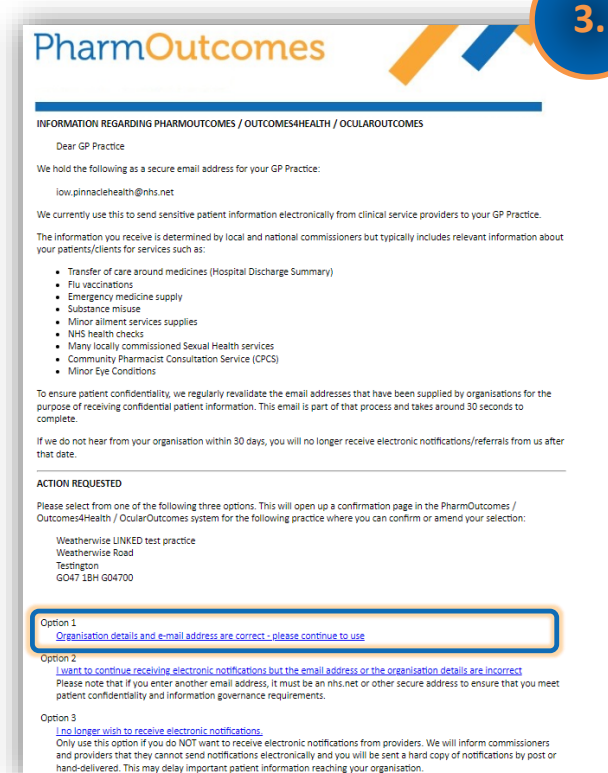 3.
PharmOutcomes
INFORMATION REGARDING PHARMOUTCOMES / OUTCOMES4HEALTH / OCULAROUTCOMES
Dear GP Practice
We hold the following as a secure email address for your GP Practice:
iow.pinnaclehealth@nhs.net
We currently use this to send sensitive patient information electronically from clinical service providers to your GP Practice.
The information you receive is determined by local and national commissioners but typically includes relevant information about
your patients/clients for services such as:
• Transfer of care around medicines (Hospital Discharge Summary)
• Flu vaccinations
• Emergency medicine supply
• Substance misuse
• Minor ailment services supplies
• NHS health checks
• Many locally commissioned Sexual Health services
• Community Pharmacist Consultation Service (CPCS)
• Minor Eye Conditions
To ensure patient confidentiality, we regularly revalidate the email addresses that have been supplied by organisations for the
purpose of receiving confidential patient information. This email is part of that process and takes around 30 seconds to
complete.
If we do not hear from your organisation within 30 days, you will no longer receive electronic notifications/referrals from us after
that date.
ACTION REQUESTED
Please select from one of the following three options. This will open up a confirmation page in the PharmOutcomes /
Outcomes4Health / OcularOutcomes system for the following practice where you can confirm or amend your selection:
Weatherwise LINKED test practice
Weatherwise Road
Testington
GO47 1BH G04700
Option 1
Organisation details and e-mail address are correct - please continue to use
Option 2
I want to continue receiving electronic notifications but the email address or the organisation details are incorrect
Please note that if you enter another email address, it must be an nhs.net or other secure address to ensure that you meet
patient confidentiality and information governance requirements.
Option 3
I no longer wish to receive electronic notifications.
Only use this option if you do NOT want to receive electronic notifications from providers. We will inform commissioners
and providers that they cannot send notifications electronically and you will be sent a hard copy of notifications by post or
hand-delivered. This may delay important patient information reaching your organisation.